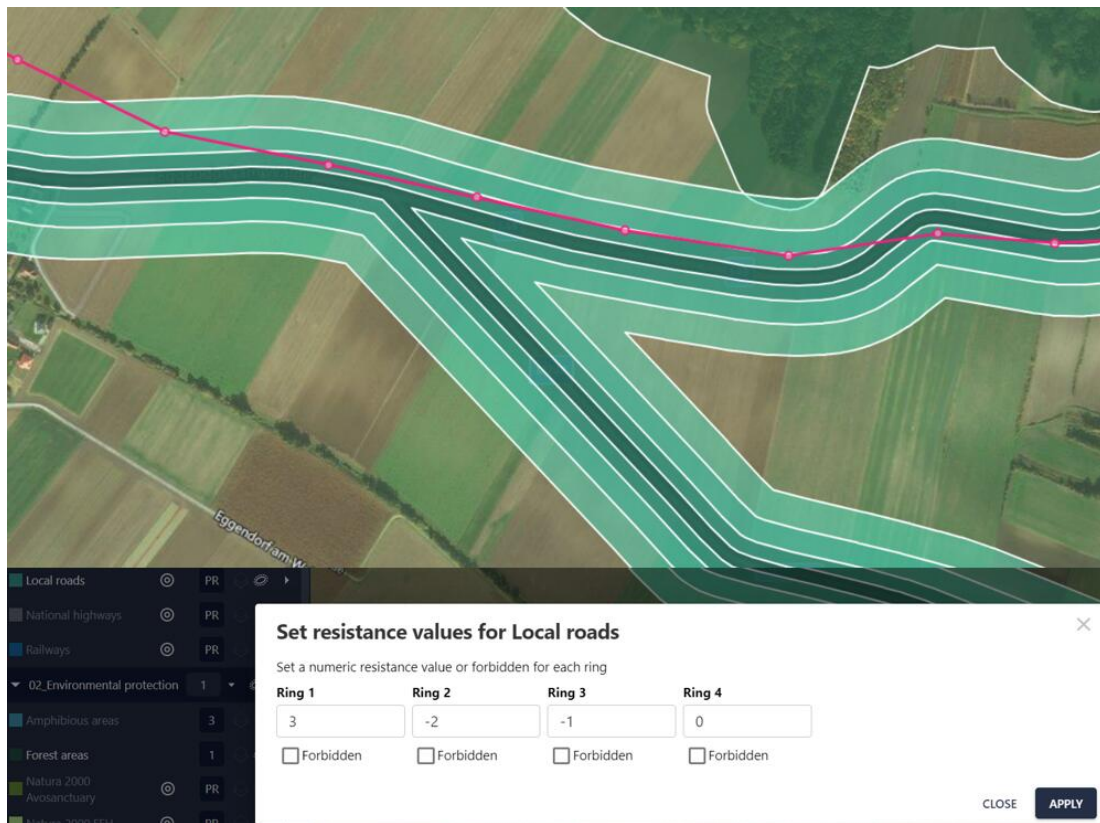 Eggendorf am W
Local roads PR
National highways PR
Railways PR
02_Environmental protection 1
Amphibious areas 3
Forest areas 1
Natura 2000
Avosanctuary PR
Set resistance values for Local roads
Set a numeric resistance value or forbidden for each ring
Ring 1 Ring 2 Ring 3 Ring 4
3 -2 -1 0
Forbidden Forbidden Forbidden Forbidden
CLOSE APPLY